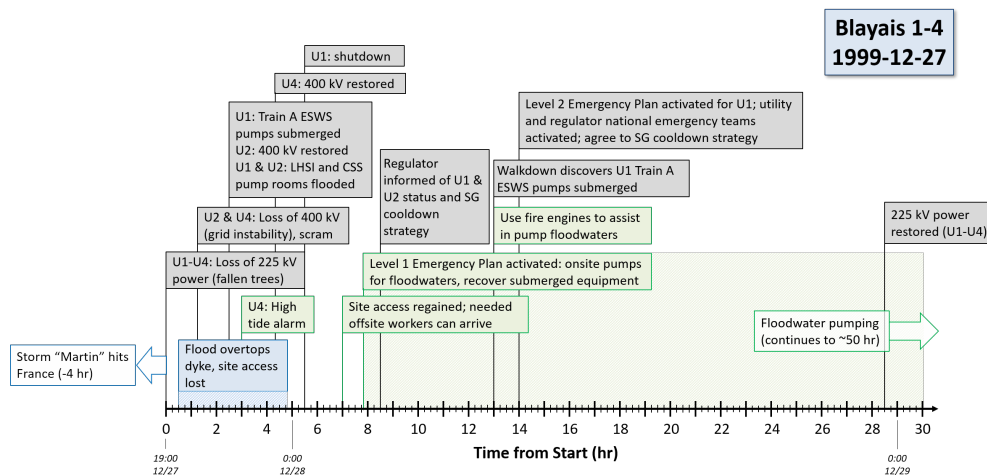 Blayais 1-4
1999-12-27
U1: shutdown
U4: 400 kV restored
U1: Train A ESWS
pumps submerged
U2: 400 kV restored
U1 & U2: LHSI and CSS
pump rooms flooded
Level 2 Emergency Plan activated for U1; utility
and regulator national emergency teams
activated; agree to SG cooldown strategy
Regulator
informed of U1 &
U2 status and SG
cooldown
strategy
Walkdown discovers U1 Train A
ESWS pumps submerged
U2 & U4: Loss of 400 kV
(grid instability), scram
Use fire engines to assist
in pump floodwaters
225 kV power
restored (U1-U4)
U1-U4: Loss of 225 kV
power (fallen trees)
Level 1 Emergency Plan activated: onsite pumps
for floodwaters, recover submerged equipment
U4: High
tide alarm
Site access regained; needed
offsite workers can arrive
Floodwater pumping
(continues to ~50 hr)
Storm “Martin” hits
France (-4 hr)
Flood overtops
dyke, site access
lost
0 2 4 6 8 10 12 14 16 18 20 22 24 26 28 30
Time from Start (hr)
19:00
12/27
0:00
12/28
0:00
12/29